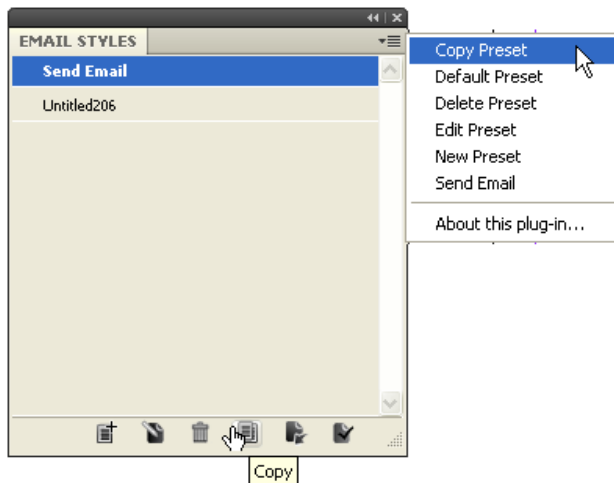 EMAIL STYLES
Send Email
Untitled206
Copy Preset
Default Preset
Delete Preset
Edit Preset
New Preset
Send Email
About this plug-in...
Copy